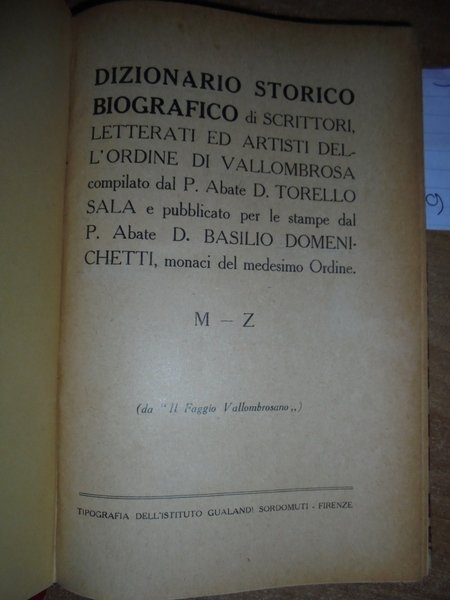 DIZIONARIO STORICO
BIOGRAFICO di SCRITTORI,
LETTERATI ED ARTISTI DEL-
L'ORDINE DI VALLOMBROSA
compilato dal P. Abate D. TORELLO
SALA e pubblicato per le stampe dal
P. Abate D. BASILIO DOMENI-
CHETTI, monaci del medesimo Ordine.
M – Z
(da "Il Faggio Vallombrosano„)
TIPOGRAFIA DELL'ISTITUTO GUALANDI SORDOMUTI - FIRENZE